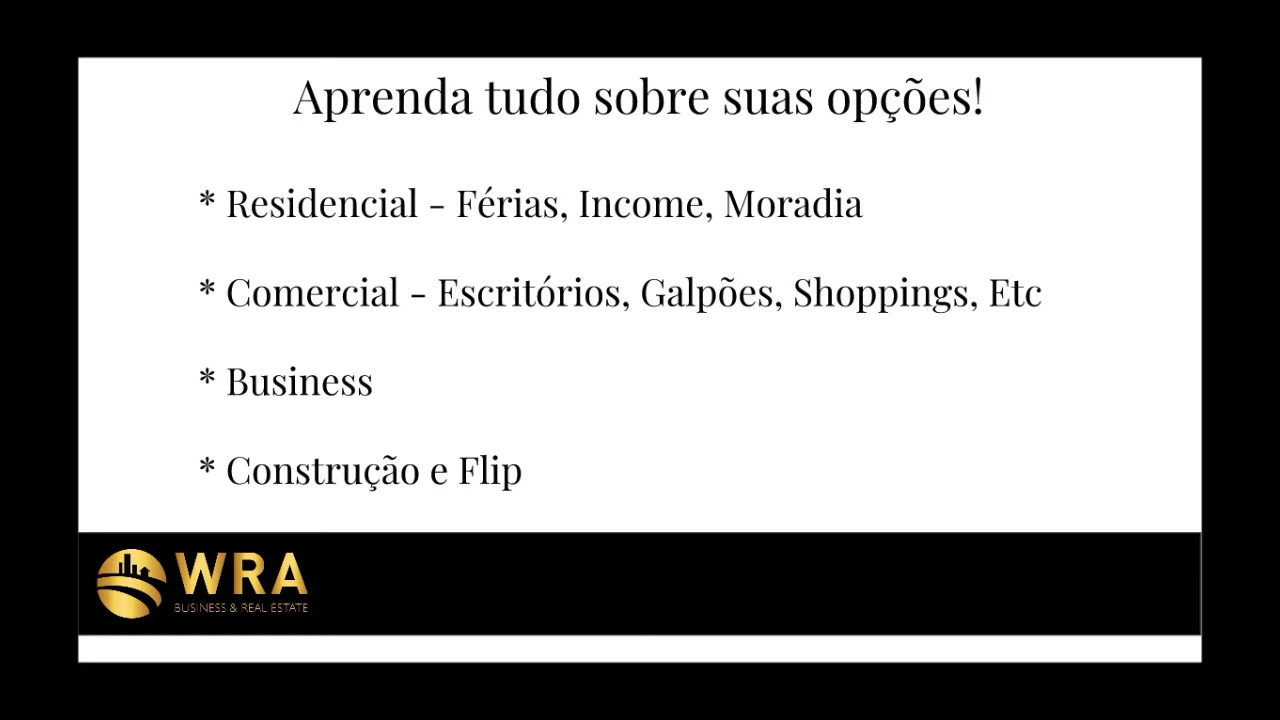 Aprenda tudo sobre suas opções!
* Residencial - Férias, Income, Moradia
* Comercial - Escritórios, Galpões, Shoppings, Etc
* Business
* Construção e Flip
WRA
BUSINESS & REAL ESTATE